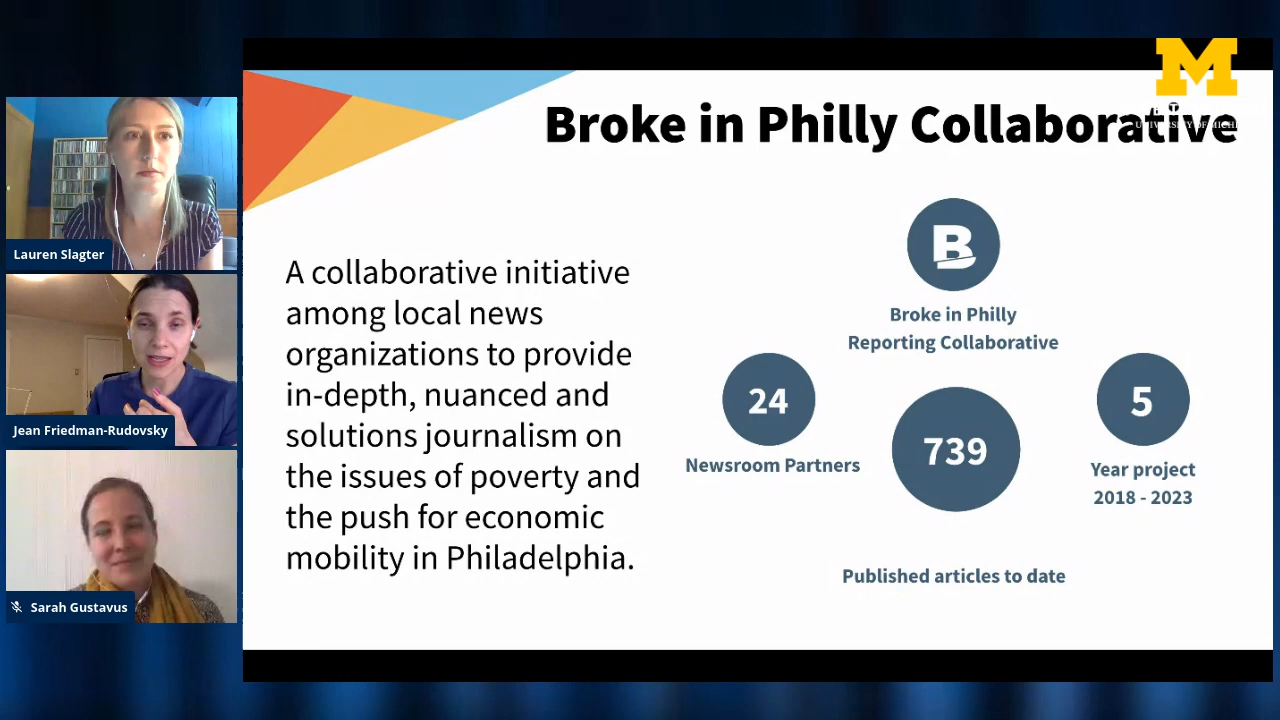 M
Broke in Philly Collaborative
Lauren Slagter
Jean Friedman-Rudovsky
Sarah Gustavus
A collaborative initiative
among local news
organizations to provide
in-depth, nuanced and
solutions journalism on
the issues of poverty and
the push for economic
mobility in Philadelphia.
B
Broke in Philly
Reporting Collaborative
24
Newsroom Partners
739
Published articles to date
5
Year project
2018 - 2023